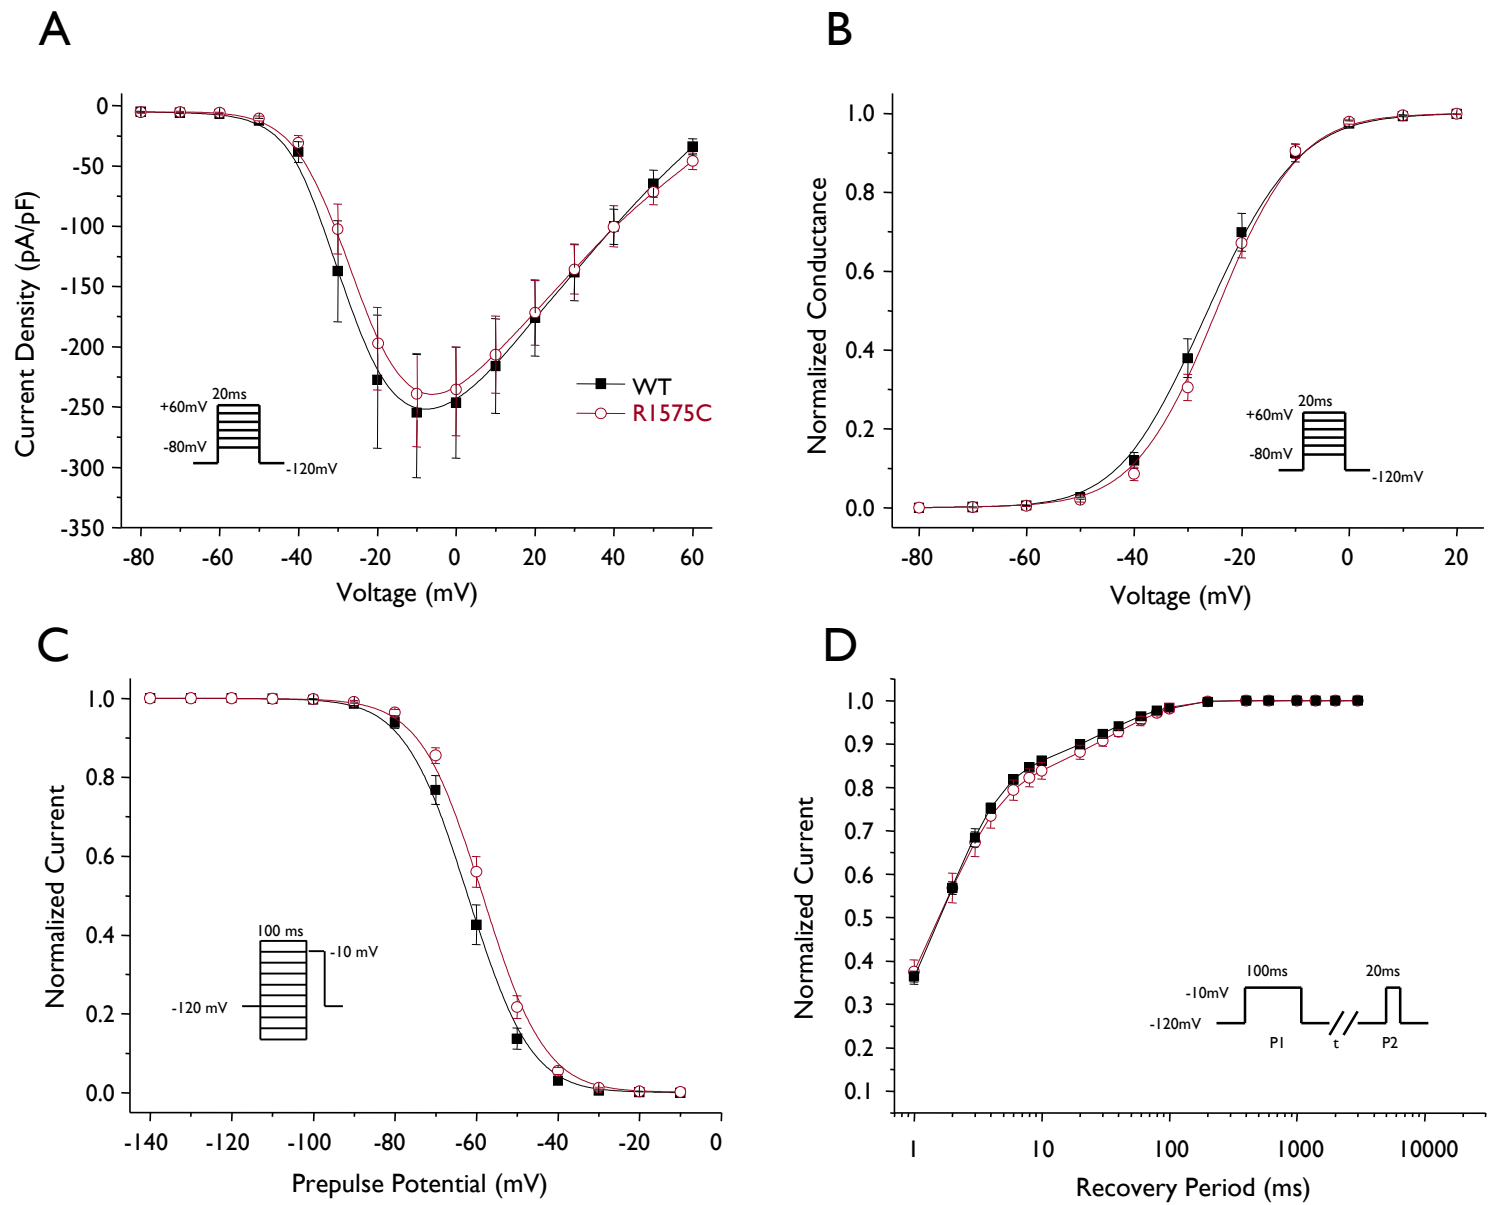 A
0
-50
-100
-150
-200
-250
-300
-350
-80
-60
-40
-20
0
20
40
60
Current Density (pA/pF)
Voltage (mV)
WT
R1575C
20ms
+60mV
-80mV
-120mV
B
1.0
0.8
0.6
0.4
0.2
0.0
-80
-60
-40
-20
0
20
Normalized Conductance
Voltage (mV)
20ms
+60mV
-80mV
-120mV
C
1.0
0.8
0.6
0.4
0.2
0.0
-140
-120
-100
-80
-60
-40
-20
0
Normalized Current
Prepulse Potential (mV)
100 ms
-10 mV
-120 mV
D
1.0
0.9
0.8
0.7
0.6
0.5
0.4
0.3
0.2
0.1
1
10
100
1000
10000
Normalized Current
Recovery Period (ms)
100ms
20ms
-10mV
-120mV
P1
t
P2